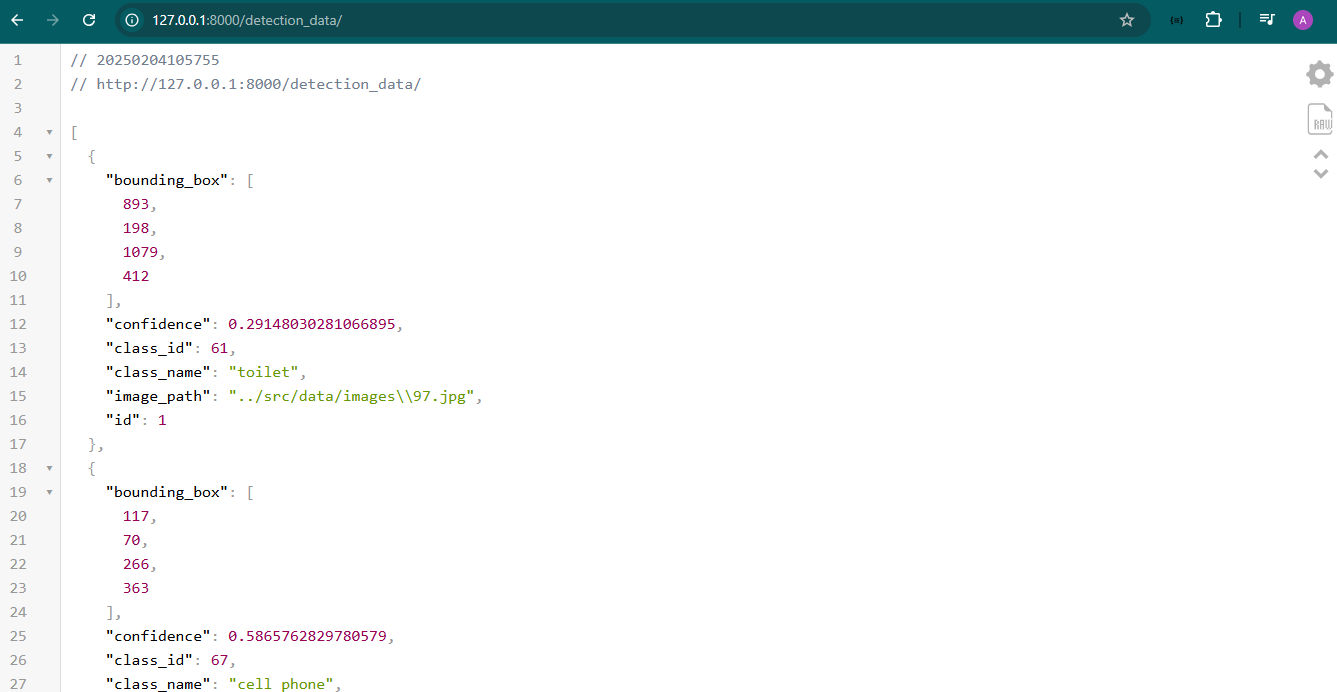 127.0.0.1:8000/detection_data/
A
1 // 20250204105755
2 // http://127.0.0.1:8000/detection_data/
3
4 [
5 {
6 "bounding_box": [
7 893,
8 198,
9 1079,
10 412
11 ],
12 "confidence": 0.29148030281066895,
13 "class_id": 61,
14 "class_name": "toilet",
15 "image_path": "../src/data/images\\97.jpg",
16 "id": 1
17 },
18 {
19 "bounding_box": [
20 117,
21 70,
22 266,
23 363
24 ],
25 "confidence": 0.5865762829780579,
26 "class_id": 67,
27 "class_name": "cell phone",
RAW